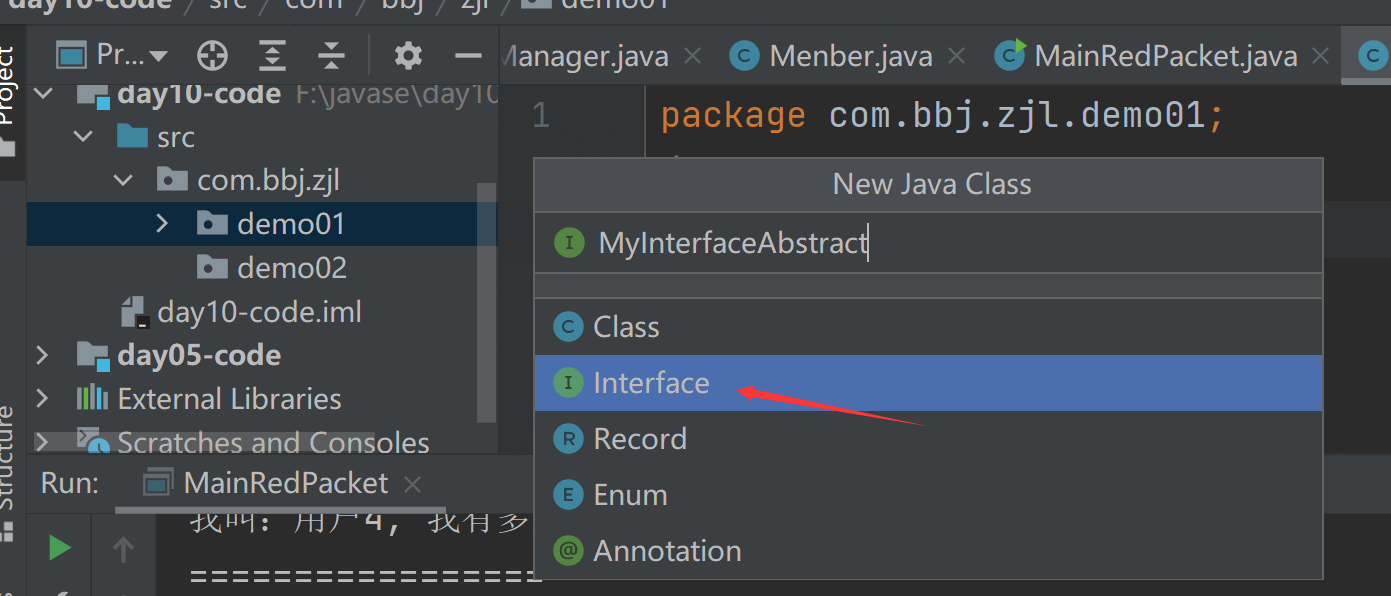 day10-code / src / com / bbj / zjl / demo01
Project
Pr...
Manager.java
Menber.java
MainRedPacket.java
day10-code F:\javase\day10
src
com.bbj.zjl
demo01
demo02
day10-code.iml
day05-code
External Libraries
Scratches and Consoles
Structure
1 package com.bbj.zjl.demo01;
New Java Class
MyInterfaceAbstract
Class
Interface
Record
Enum
Annotation
Run: MainRedPacket
我叫：用户4，我有多
=================